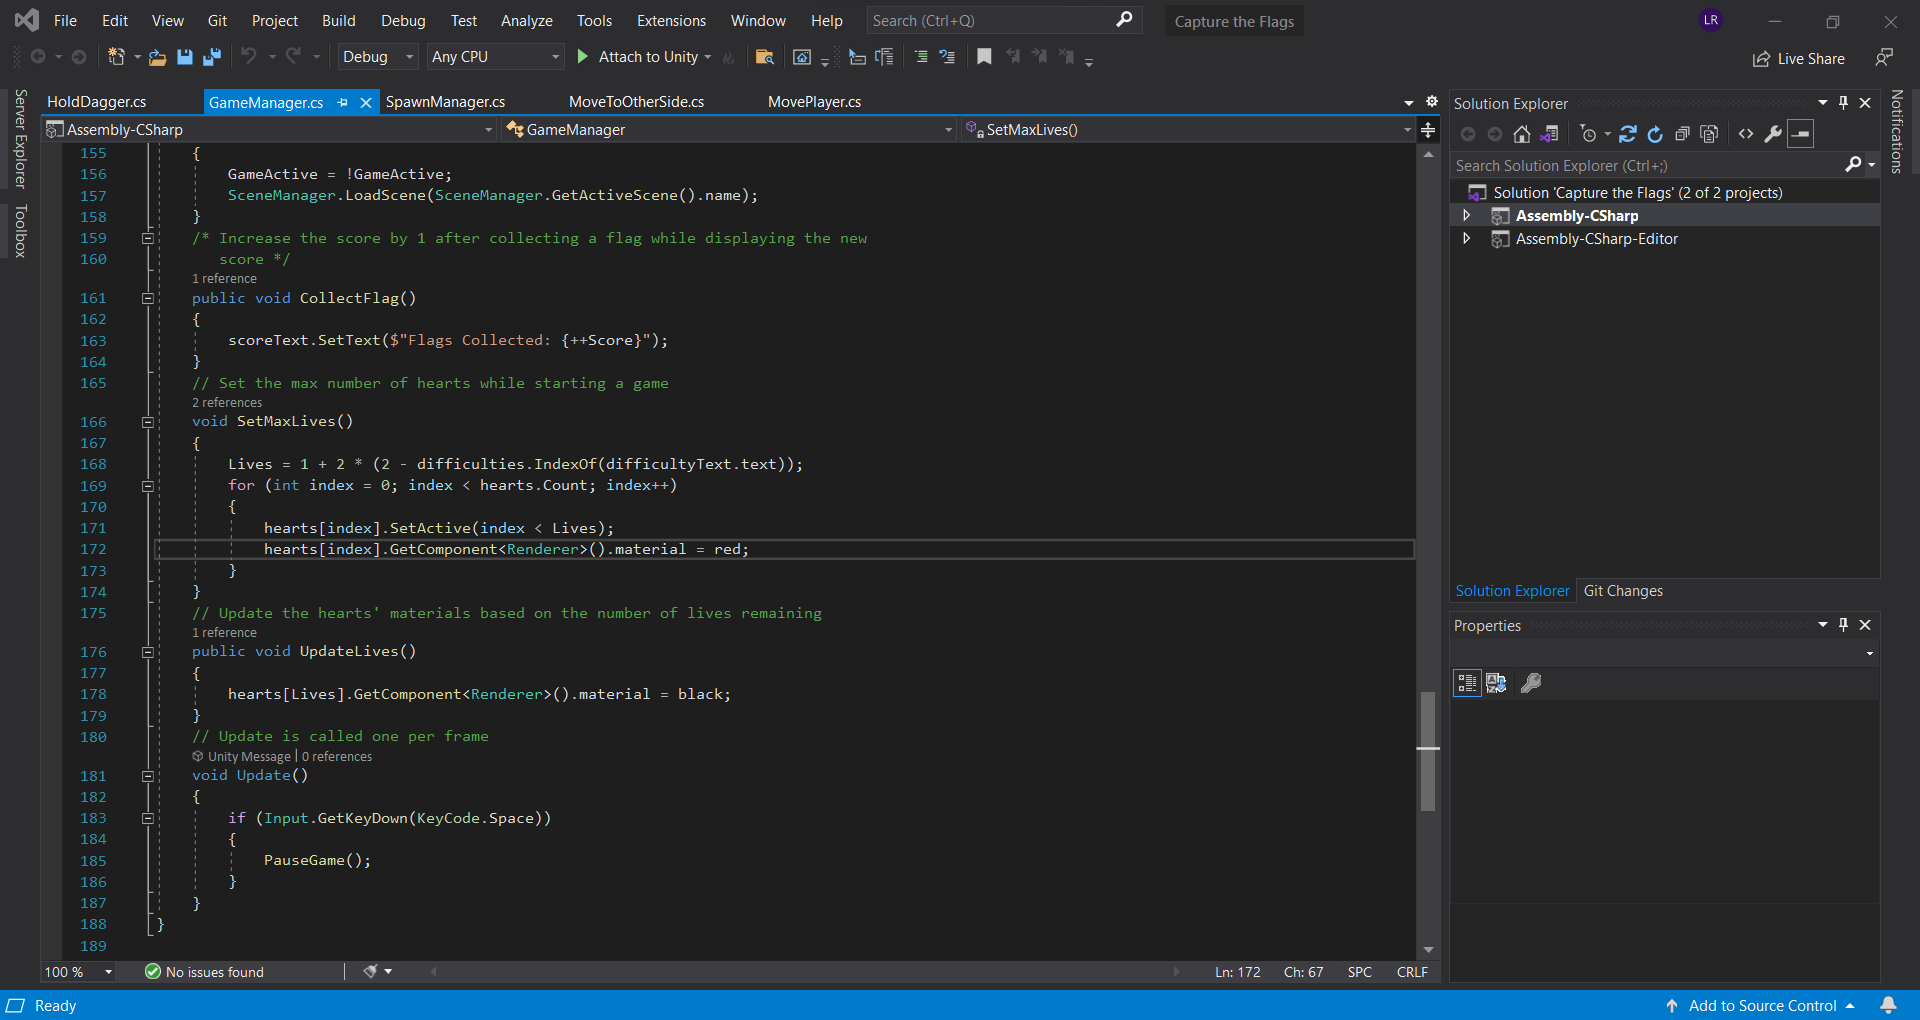 File Edit View Git Project Build Debug Test Analyze Tools Extensions Window Help Search (Ctrl+Q) Capture the Flags LR
Debug Any CPU Attach to Unity Live Share
HoldDagger.cs GameManager.cs SpawnManager.cs MoveToOtherSide.cs MovePlayer.cs
Assembly-CSharp GameManager SetMaxLives()
Server Explorer
Toolbox
155 {
156 GameActive = !GameActive;
157 SceneManager.LoadScene(SceneManager.GetActiveScene().name);
158 }
159 /* Increase the score by 1 after collecting a flag while displaying the new
160 score */
1 reference
161 public void CollectFlag()
162 {
163 scoreText.SetText($"Flags Collected: {++Score}");
164 }
165 // Set the max number of hearts while starting a game
2 references
166 void SetMaxLives()
167 {
168 Lives = 1 + 2 * (2 - difficulties.IndexOf(difficultyText.text));
169 for (int index = 0; index < hearts.Count; index++)
170 {
171 hearts[index].SetActive(index < Lives);
172 hearts[index].GetComponent<Renderer>().material = red;
173 }
174 }
175 // Update the hearts' materials based on the number of lives remaining
1 reference
176 public void UpdateLives()
177 {
178 hearts[Lives].GetComponent<Renderer>().material = black;
179 }
180 // Update is called one per frame
Unity Message | 0 references
181 void Update()
182 {
183 if (Input.GetKeyDown(KeyCode.Space))
184 {
185 PauseGame();
186 }
187 }
188 }
189
100 % No issues found Ln: 172 Ch: 67 SPC CRLF
Solution Explorer
Search Solution Explorer (Ctrl+;)
Solution 'Capture the Flags' (2 of 2 projects)
Assembly-CSharp
Assembly-CSharp-Editor
Solution Explorer Git Changes
Properties
Notifications
Ready Add to Source Control